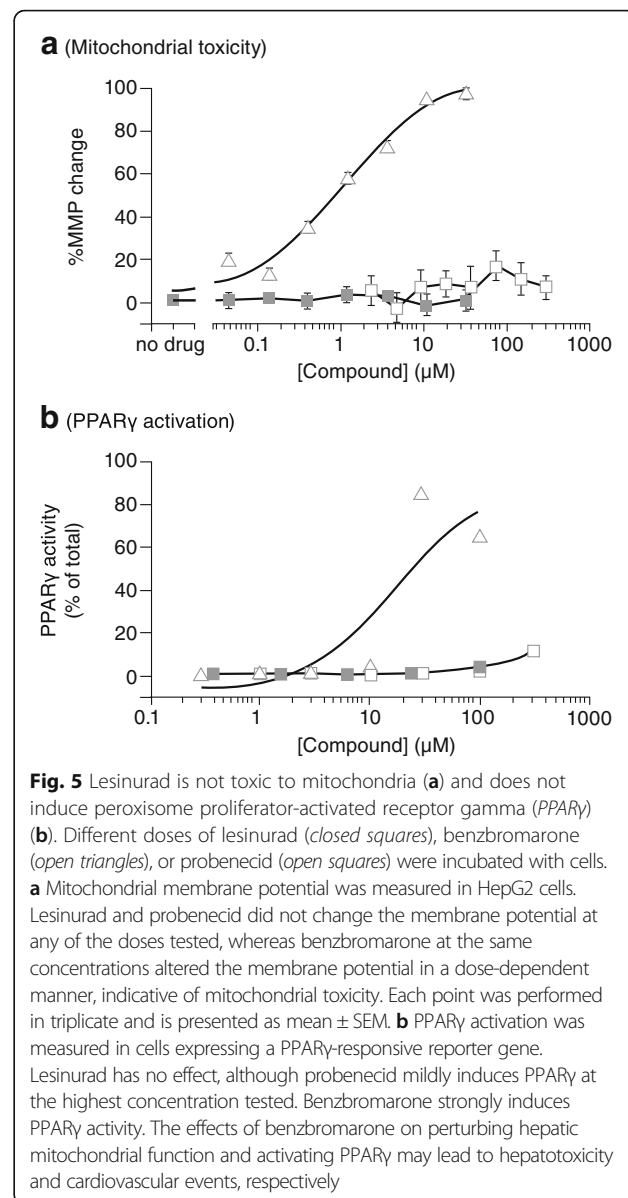 a (Mitochondrial toxicity)
100
80
60
40
20
0
%MMP change
no drug 0.1 1 10 100 1000
[Compound] (µM)
b (PPARγ activation)
100
80
60
40
20
0
PPARγ activity
(% of total)
0.1 1 10 100 1000
[Compound] (µM)
Fig. 5 Lesinurad is not toxic to mitochondria (a) and does not
induce peroxisome proliferator-activated receptor gamma (PPARγ)
(b). Different doses of lesinurad (closed squares), benzbromarone
(open triangles), or probenecid (open squares) were incubated with cells.
a Mitochondrial membrane potential was measured in HepG2 cells.
Lesinurad and probenecid did not change the membrane potential at
any of the doses tested, whereas benzbromarone at the same
concentrations altered the membrane potential in a dose-dependent
manner, indicative of mitochondrial toxicity. Each point was performed
in triplicate and is presented as mean ± SEM. b PPARγ activation was
measured in cells expressing a PPARγ-responsive reporter gene.
Lesinurad has no effect, although probenecid mildly induces PPARγ at
the highest concentration tested. Benzbromarone strongly induces
PPARγ activity. The effects of benzbromarone on perturbing hepatic
mitochondrial function and activating PPARγ may lead to hepatotoxicity
and cardiovascular events, respectively